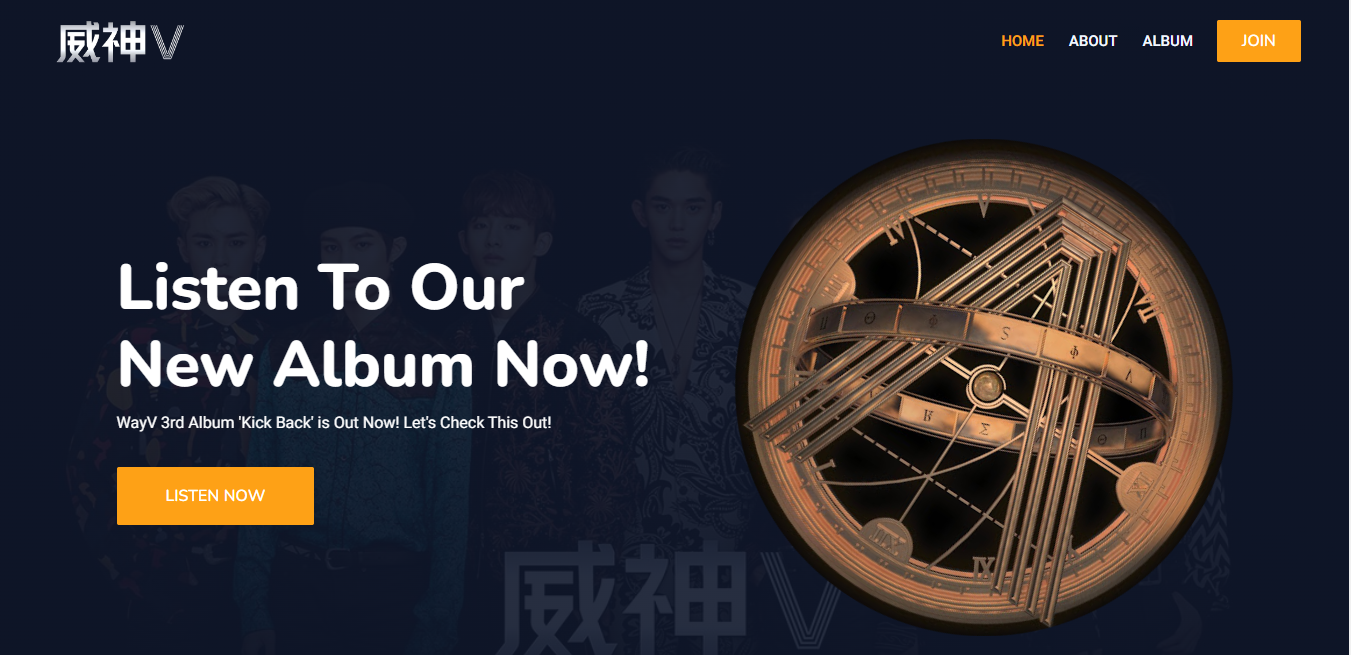 威神V
HOME
ABOUT
ALBUM
JOIN
Listen To Our
New Album Now!
WayV 3rd Album 'Kick Back' is Out Now! Let's Check This Out!
LISTEN NOW
威神V